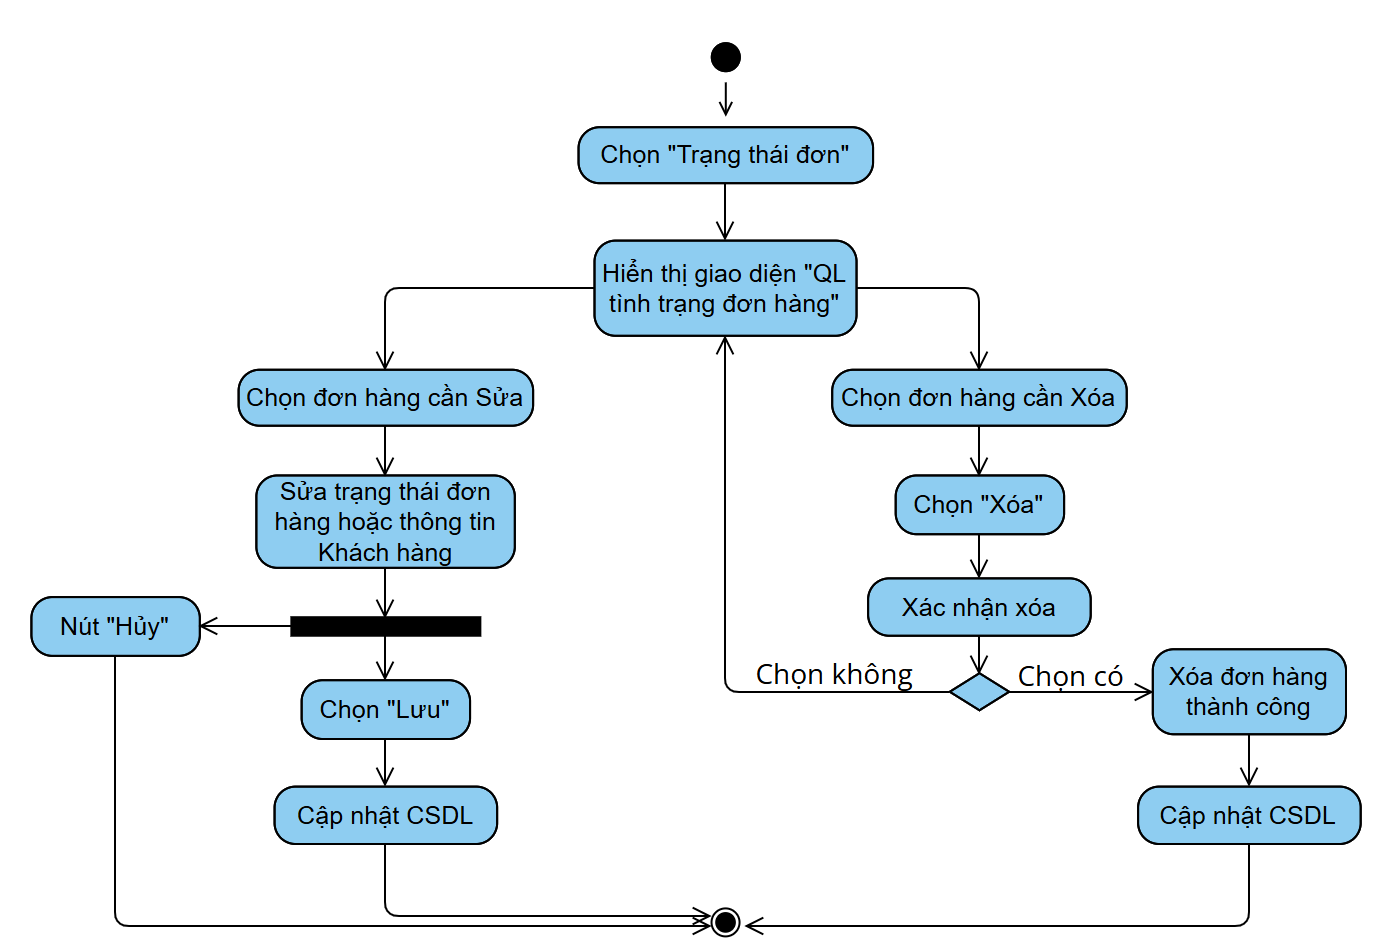 Chọn "Trạng thái đơn"
Hiển thị giao diện "QL
tình trạng đơn hàng"
Chọn đơn hàng cần Sửa
Chọn đơn hàng cần Xóa
Sửa trạng thái đơn
hàng hoặc thông tin
Khách hàng
Chọn "Xóa"
Nút "Hủy"
Xác nhận xóa
Chọn "Lưu"
Chọn không
Chọn có
Xóa đơn hàng
thành công
Cập nhật CSDL
Cập nhật CSDL